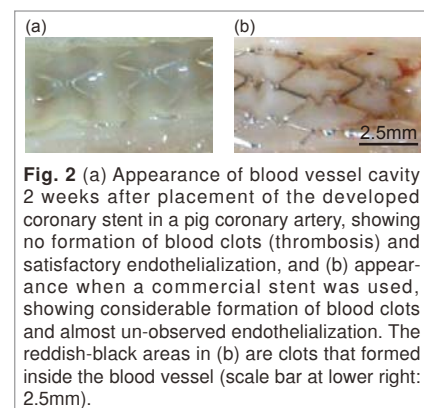 (a)
(b)
2.5mm
Fig. 2 (a) Appearance of blood vessel cavity
2 weeks after placement of the developed
coronary stent in a pig coronary artery, showing
no formation of blood clots (thrombosis) and
satisfactory endothelialization, and (b) appear-
ance when a commercial stent was used,
showing considerable formation of blood clots
and almost un-observed endothelialization. The
reddish-black areas in (b) are clots that formed
inside the blood vessel (scale bar at lower right:
2.5mm).